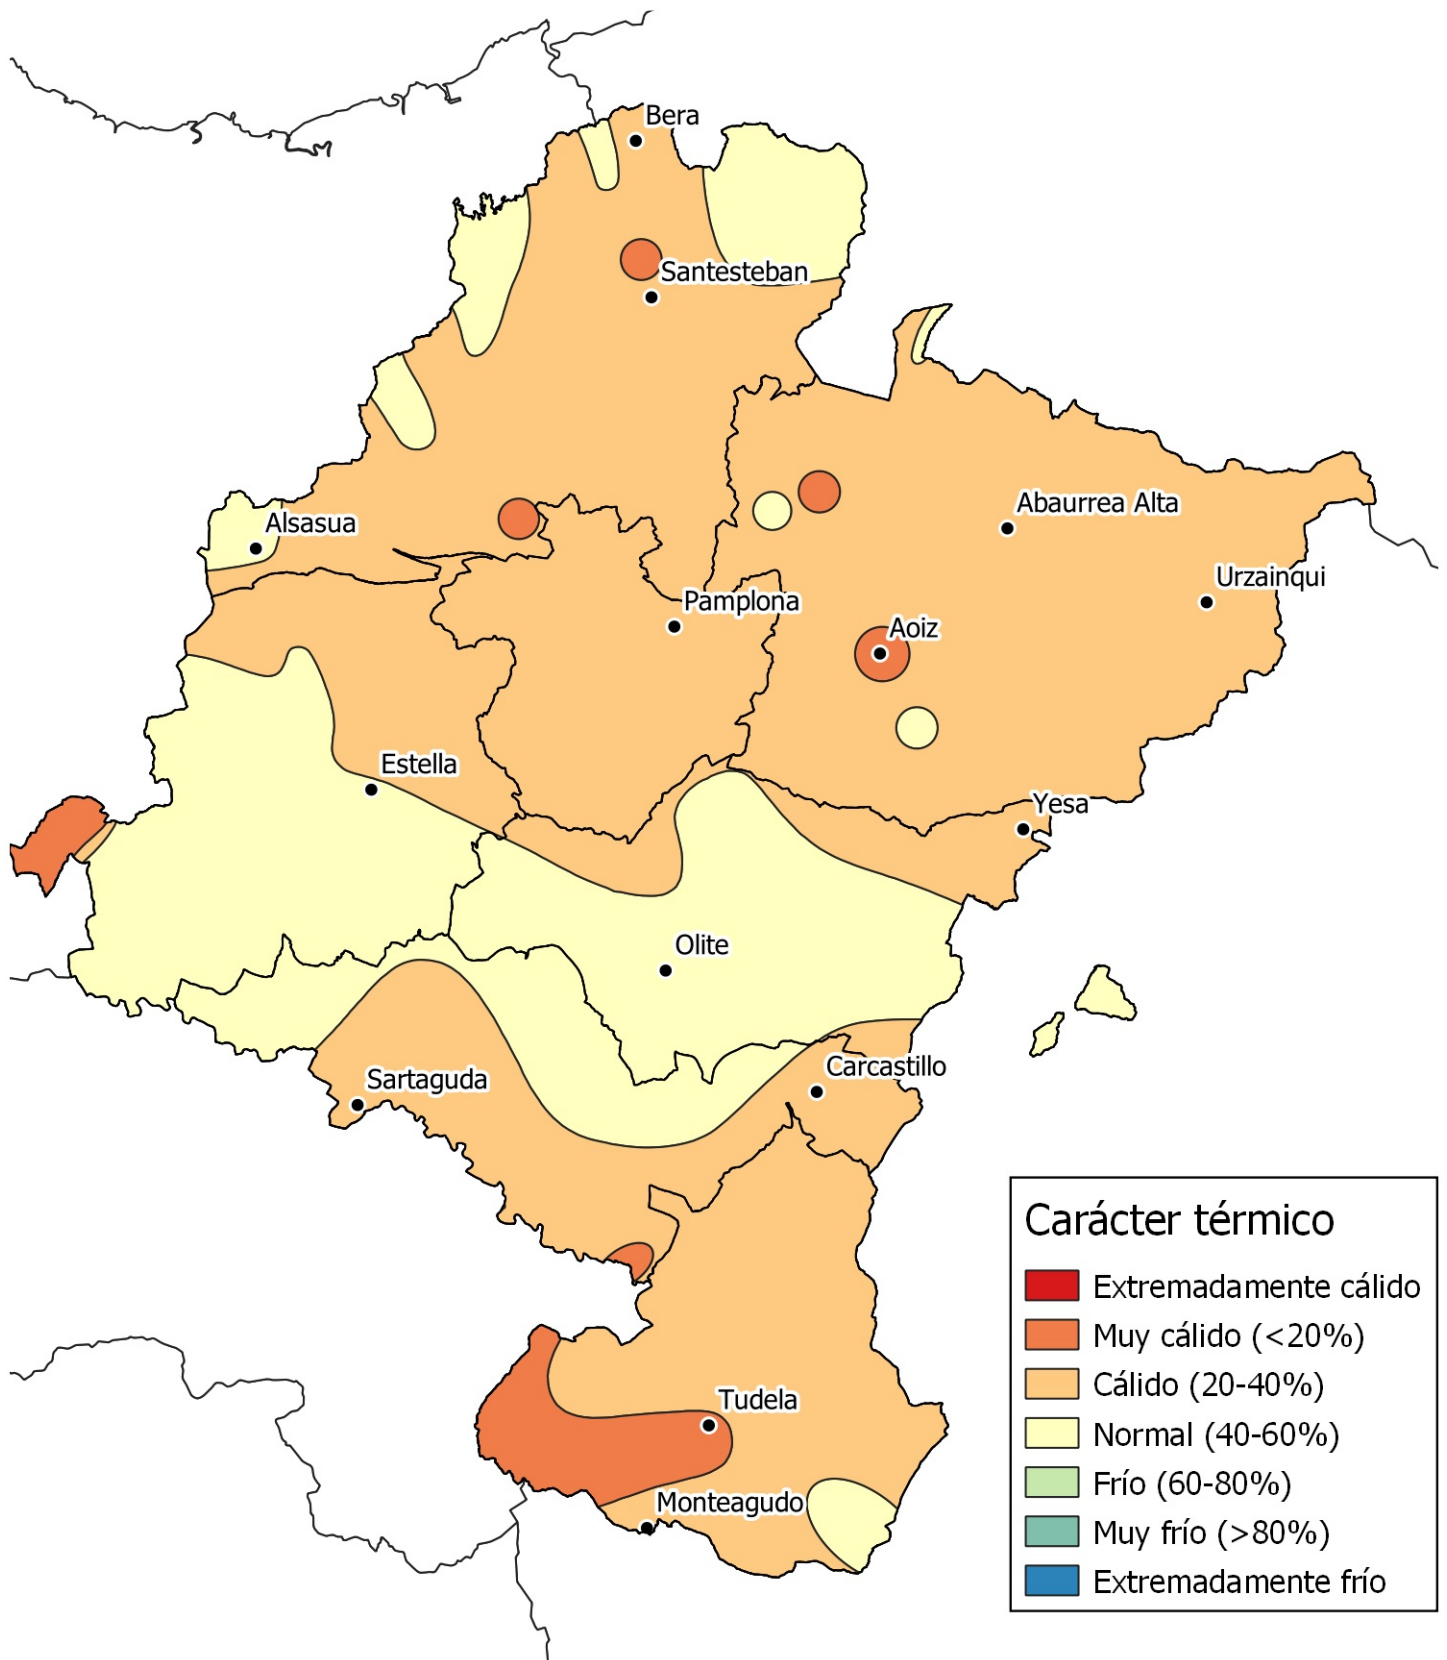 Bera
Santesteban
Abaurrea Alta
Alsasua
Urzainqui
Pamplona
Aoiz
Estella
Yesa
Olite
Carcastillo
Sartaguda
Tudela
Monteagudo
Carácter térmico
Extremadamente cálido
Muy cálido (<20%)
Cálido (20-40%)
Normal (40-60%)
Frío (60-80%)
Muy frío (>80%)
Extremadamente frío